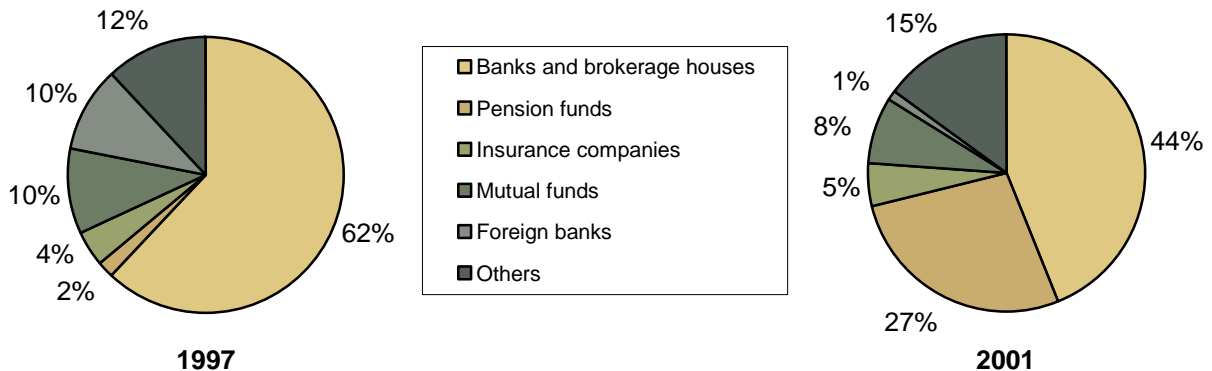 12%
10%
10%
4%
2%
62%
1997
Banks and brokerage houses
Pension funds
Insurance companies
Mutual funds
Foreign banks
Others
15%
1%
8%
5%
27%
44%
2001